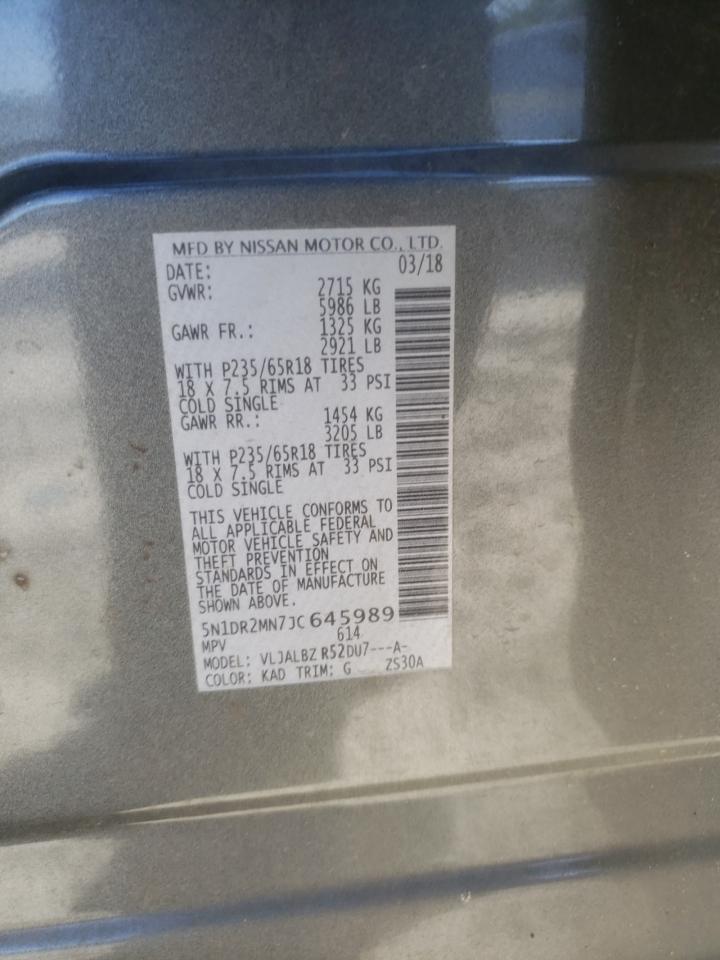 MFD BY NISSAN MOTOR CO., LTD.
DATE: 03/18
GVWR: 2715 KG
5986 LB
GAWR FR.: 1325 KG
2921 LB
WITH P235/65R18 TIRES
18 X 7.5 RIMS AT 33 PSI
COLD SINGLE
GAWR RR.: 1454 KG
3205 LB
WITH P235/65R18 TIRES
18 X 7.5 RIMS AT 33 PSI
COLD SINGLE
THIS VEHICLE CONFORMS TO
ALL APPLICABLE FEDERAL
MOTOR VEHICLE SAFETY AND
THEFT PREVENTION
STANDARDS IN EFFECT ON
THE DATE OF MANUFACTURE
SHOWN ABOVE.
5N1DR2MN7JC645989
MPV 614
MODEL: VLJALBZ R52DU7---A-
COLOR: KAD TRIM: G ZS30A